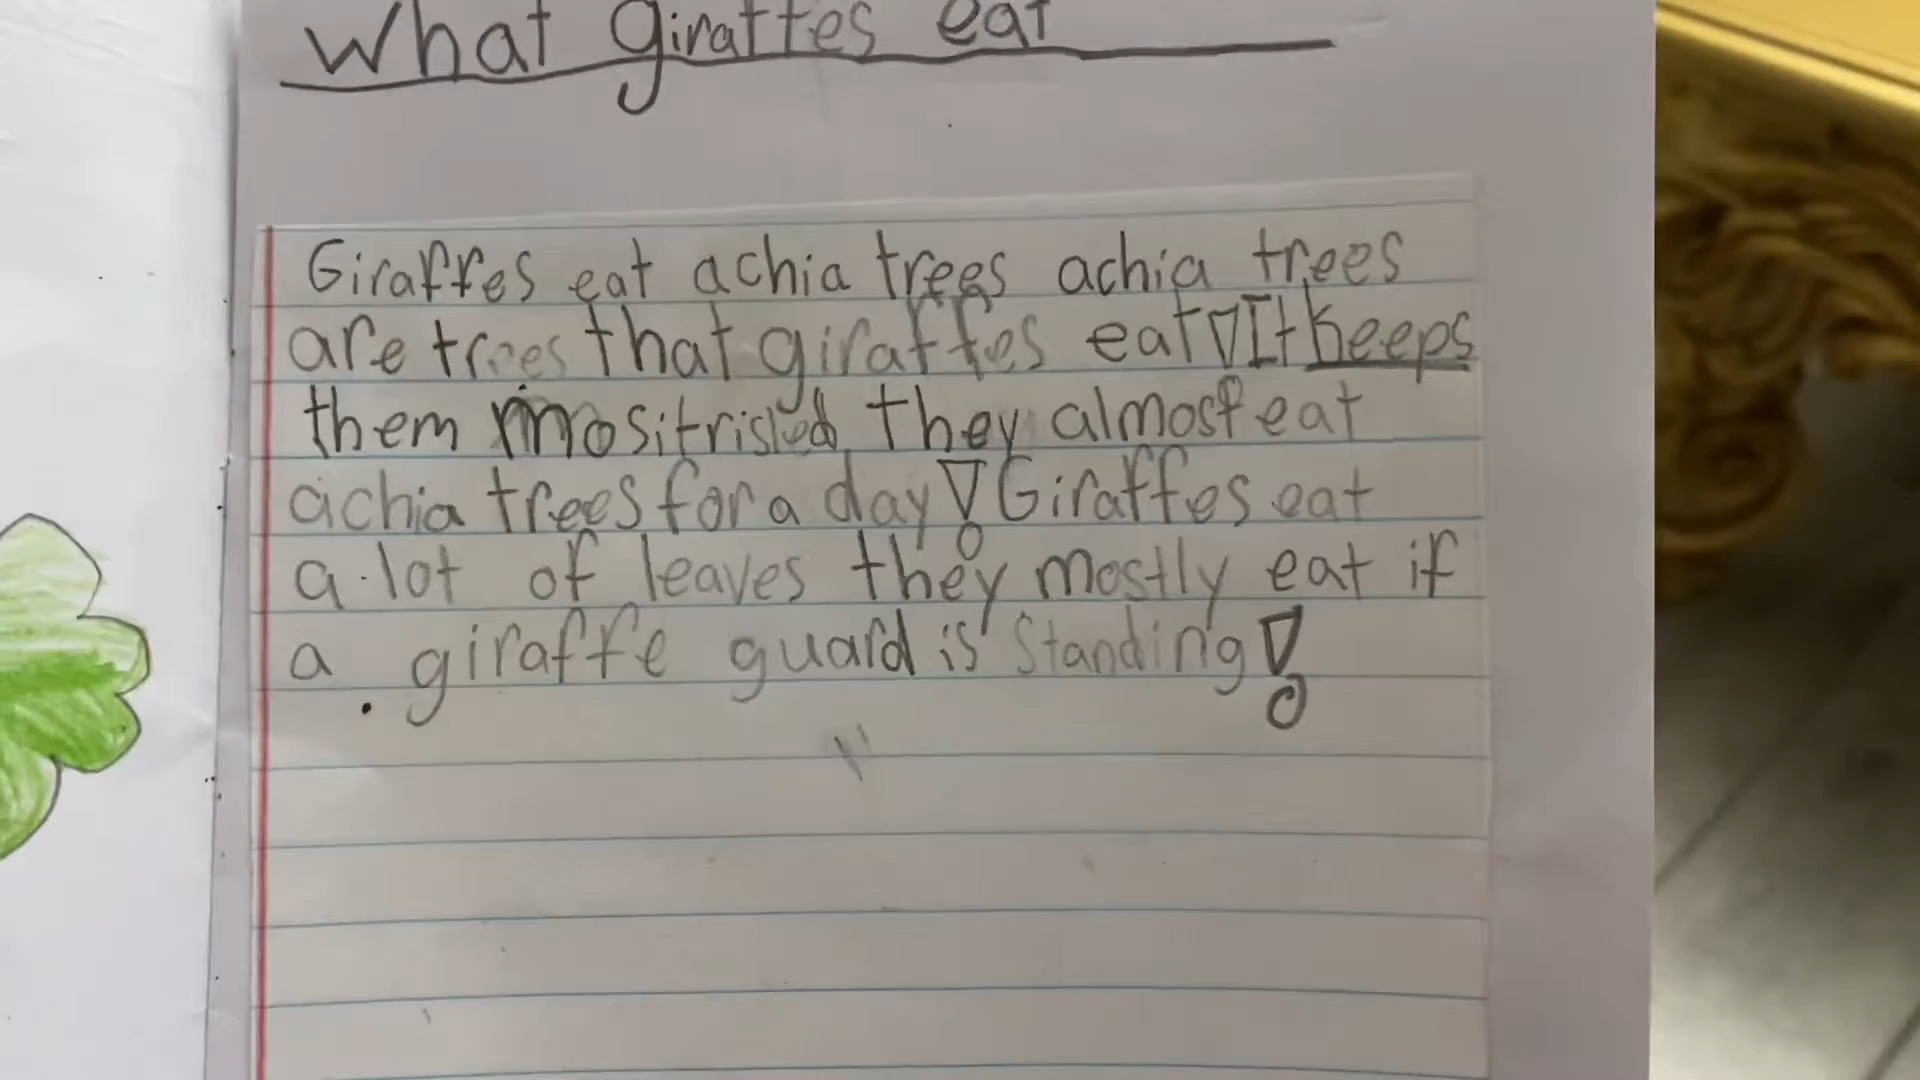 What giraffes eat
Giraffes eat achia trees achia trees
are trees that giraffes eat! It keeps
them mositrisled they almost eat
achia trees for a day! Giraffes eat
a lot of leaves they mostly eat if
a giraffe guard is standing!